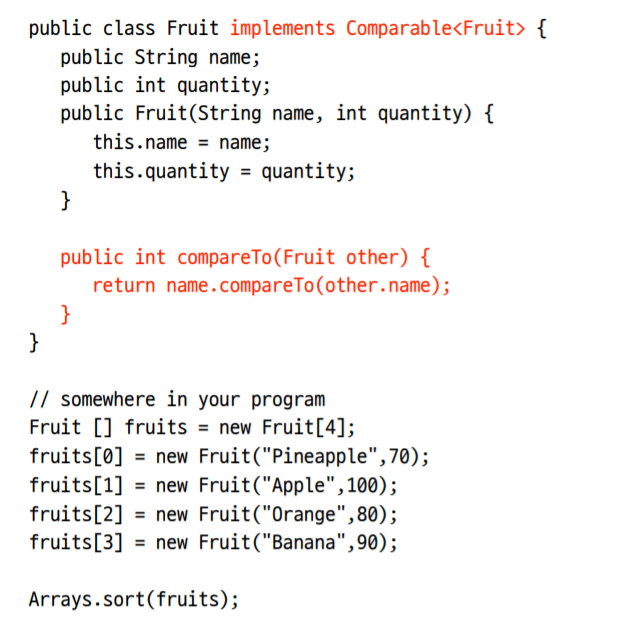 public class Fruit implements Comparable<Fruit> {
public String name;
public int quantity;
public Fruit(String name, int quantity) {
this.name = name;
this.quantity = quantity;
}
public int compareTo(Fruit other) {
return name.compareTo(other.name);
}
}
// somewhere in your program
Fruit [] fruits = new Fruit[4];
fruits[0] = new Fruit("Pineapple",70);
fruits[1] = new Fruit("Apple",100);
fruits[2] = new Fruit("Orange",80);
fruits[3] = new Fruit("Banana",90);
Arrays.sort(fruits);